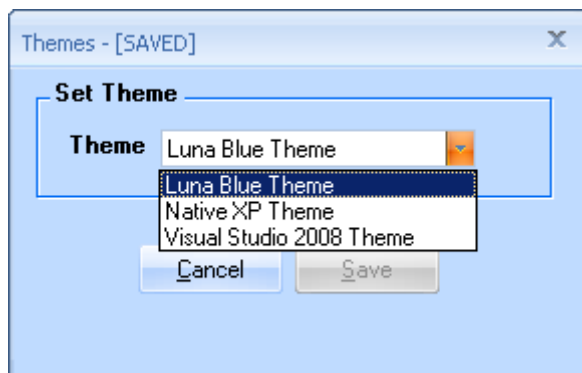 Themes - [SAVED]
Set Theme
Theme Luna Blue Theme
Luna Blue Theme
Native XP Theme
Visual Studio 2008 Theme
Cancel Save